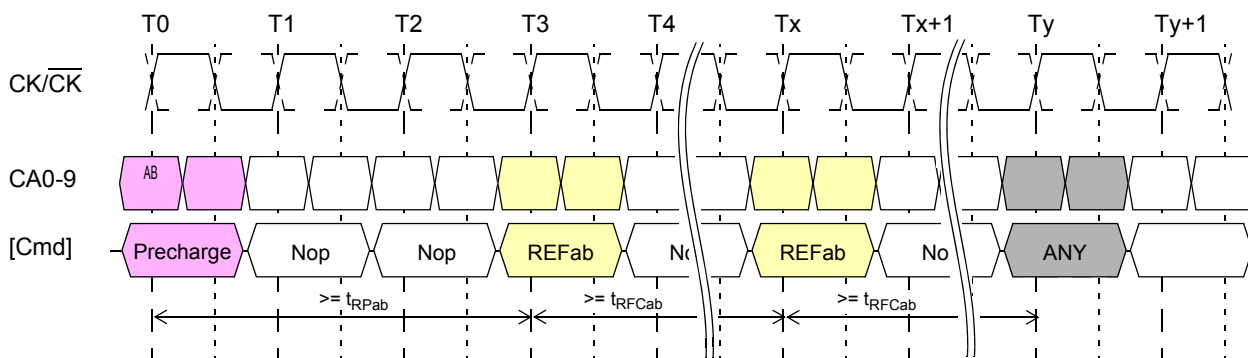 T0 T1 T2 T3 T4 Tx Tx+1 Ty Ty+1
CK/C̅K̅
CA0-9 AB
[Cmd] Precharge Nop Nop REFab No REFab No ANY
>= tRPab >= tRFCab >= tRFCab